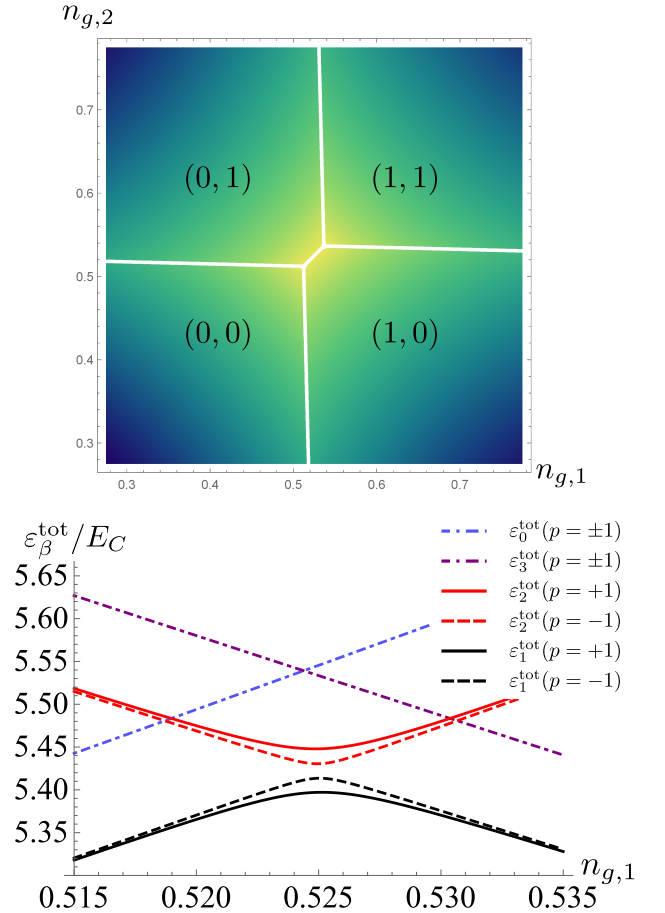 n_{g,2}
0.7
(0, 1) (1, 1)
0.6
0.5
(0, 0) (1, 0)
0.4
0.3
0.3 0.4 0.5 0.6 0.7 n_{g,1}
ε_β^{tot}/E_C
ε_0^{tot}(p = ±1)
ε_3^{tot}(p = ±1)
ε_2^{tot}(p = +1)
ε_2^{tot}(p = −1)
ε_1^{tot}(p = +1)
ε_1^{tot}(p = −1)
5.65
5.60
5.55
5.50
5.45
5.40
5.35
n_{g,1}
0.515 0.520 0.525 0.530 0.535